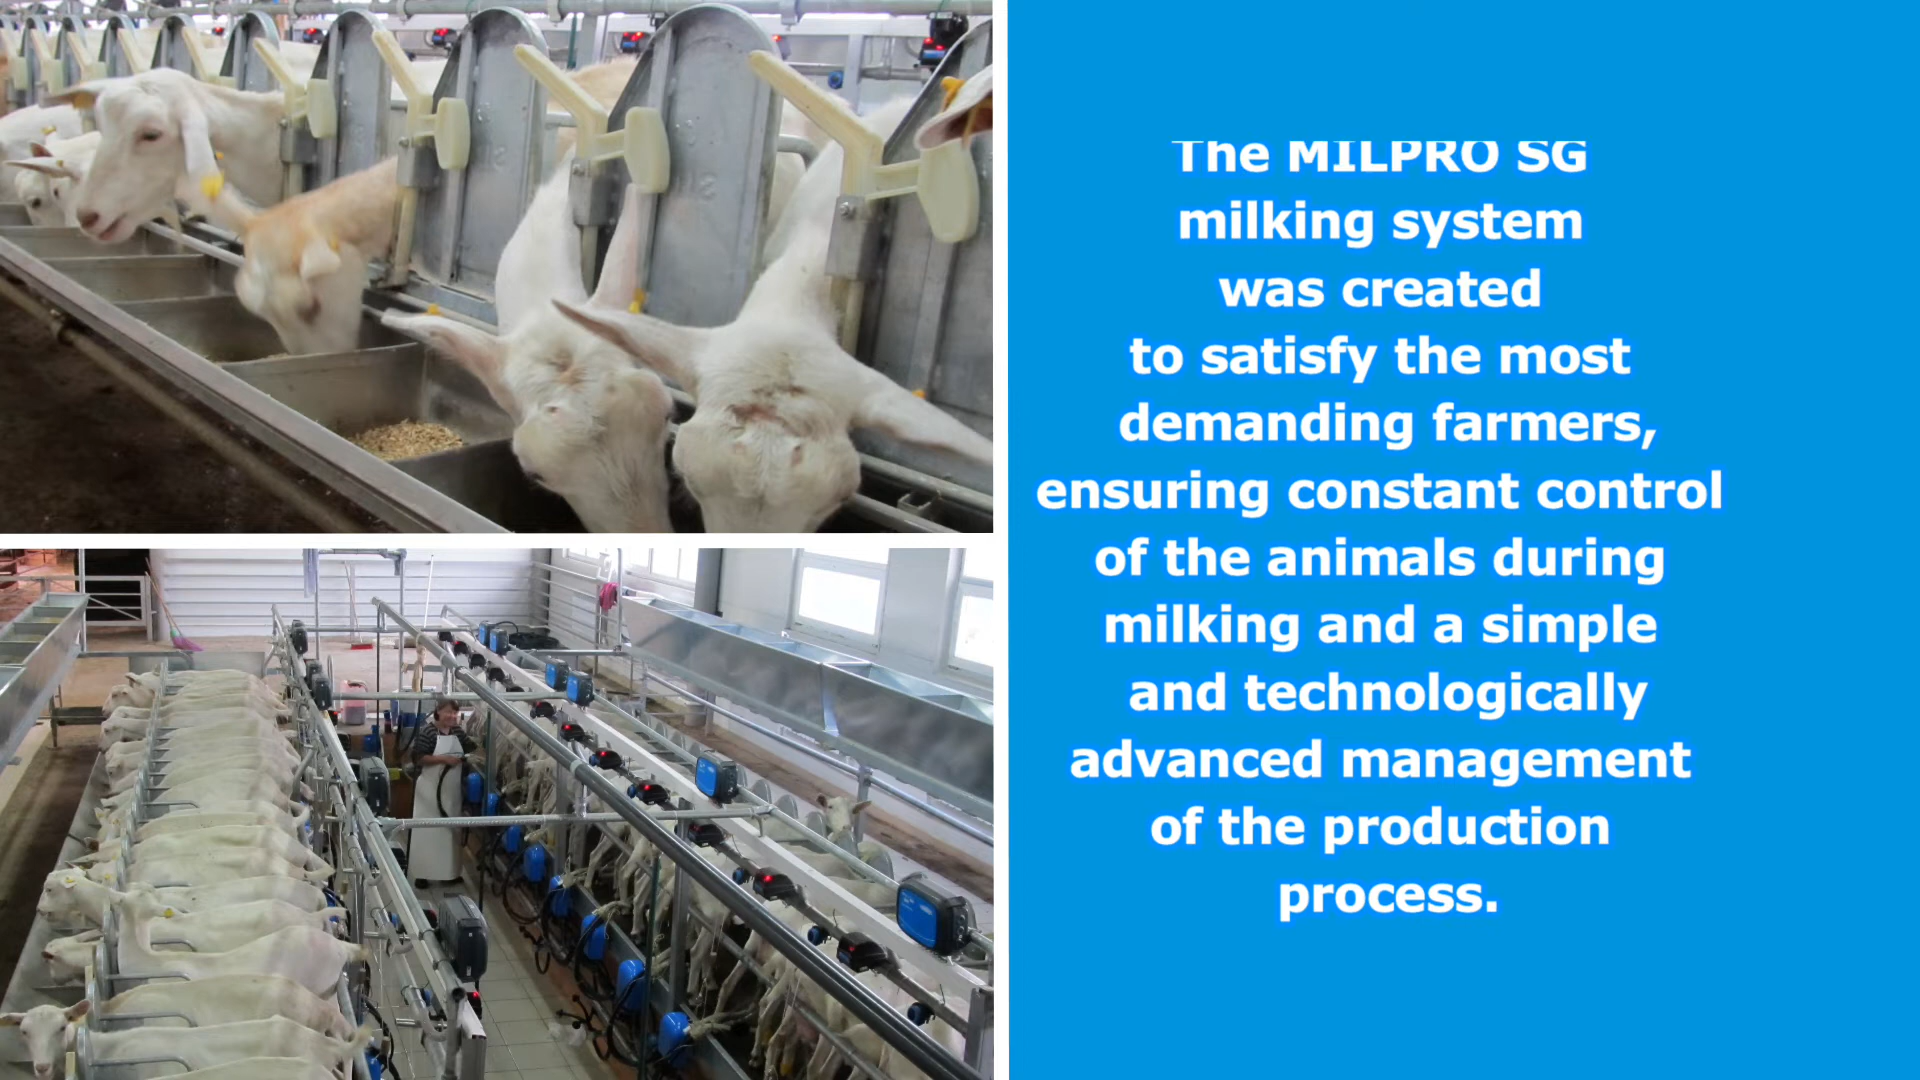 The MILPRO SG
milking system
was created
to satisfy the most
demanding farmers,
ensuring constant control
of the animals during
milking and a simple
and technologically
advanced management
of the production
process.